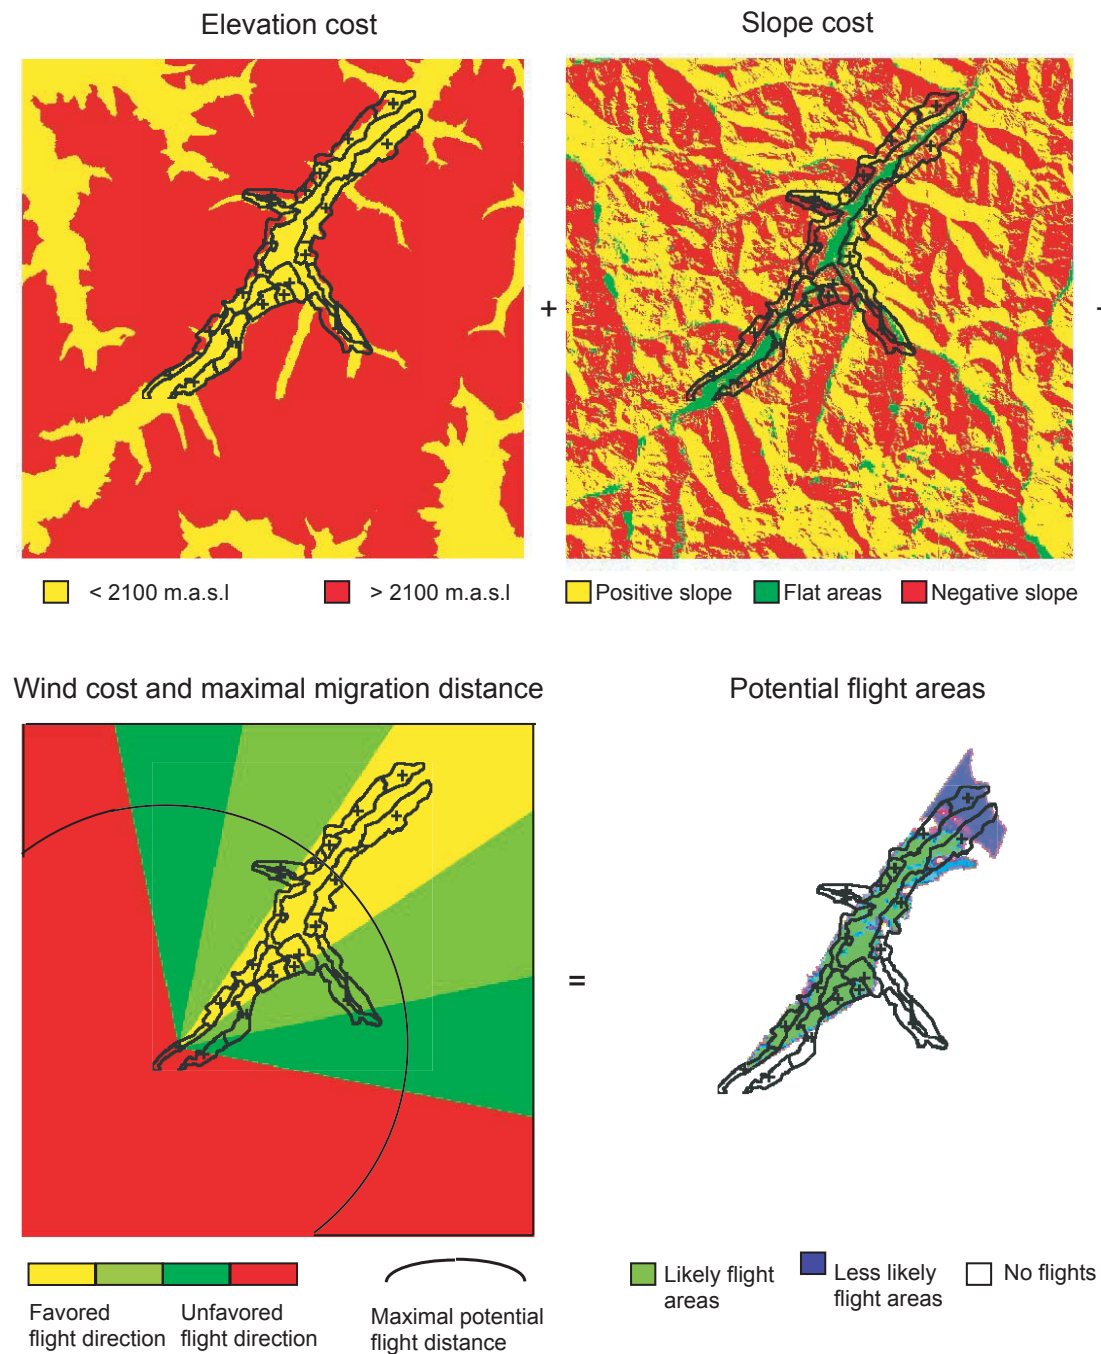 Elevation cost
Slope cost
+
< 2100 m.a.s.l
> 2100 m.a.s.l
Positive slope
Flat areas
Negative slope
Wind cost and maximal migration distance
Potential flight areas
=
Favored
flight direction
Unfavored
flight direction
Maximal potential
flight distance
Likely flight
areas
Less likely
flight areas
No flights